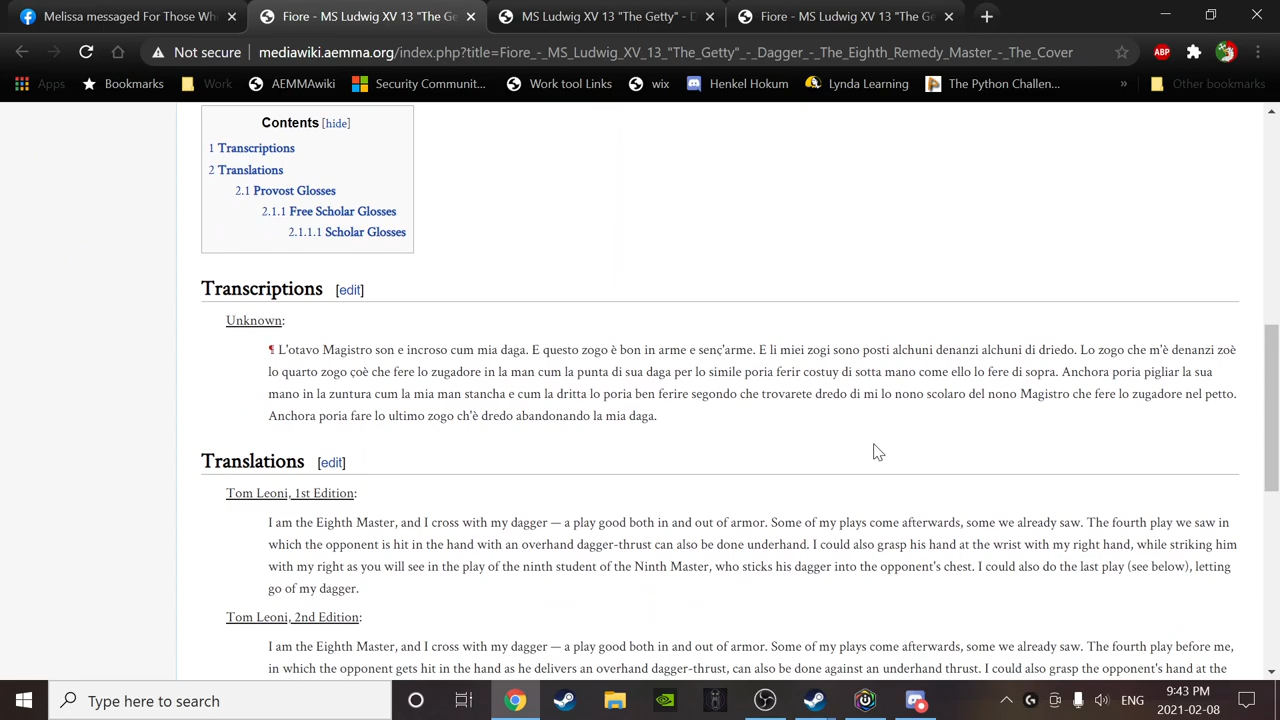 Melissa messaged For Those Wh
Fiore - MS Ludwig XV 13 "The Ge
MS Ludwig XV 13 "The Getty" - D
Fiore - MS Ludwig XV 13 "The Ge
Not secure
mediawiki.aemma.org/index.php?title=Fiore_-_MS_Ludwig_XV_13_"The_Getty"_-_Dagger_-_The_Eighth_Remedy_Master_-_The_Cover
ABP
Apps
Bookmarks
Work
AEMMAwiki
Security Communit...
Work tool Links
wix
Henkel Hokum
Lynda Learning
The Python Challen...
»
Other bookmarks
Contents [hide]
1 Transcriptions
2 Translations
2.1 Provost Glosses
2.1.1 Free Scholar Glosses
2.1.1.1 Scholar Glosses
Transcriptions [edit]
Unknown:
¶ L'otavo Magistro son e incroso cum mia daga. E questo zogo è bon in arme e senç'arme. E li miei zogi sono posti alchuni denanzi alchuni di driedo. Lo zogo che m'è denanzi zoè
lo quarto zogo çoè che fere lo zugadore in la man cum la punta di sua daga per lo simile poria ferir costuy di sotta mano come ello lo fere di sopra. Anchora poria pigliar la sua
mano in la zuntura cum la mia man stancha e cum la dritta lo poria ben ferire segondo che trovarete dredo di mi lo nono scolaro del nono Magistro che fere lo zugadore nel petto.
Anchora poria fare lo ultimo zogo ch'è dredo abandonando la mia daga.
Translations [edit]
Tom Leoni, 1st Edition:
I am the Eighth Master, and I cross with my dagger — a play good both in and out of armor. Some of my plays come afterwards, some we already saw. The fourth play we saw in
which the opponent is hit in the hand with an overhand dagger-thrust can also be done underhand. I could also grasp his hand at the wrist with my right hand, while striking him
with my right as you will see in the play of the ninth student of the Ninth Master, who sticks his dagger into the opponent's chest. I could also do the last play (see below), letting
go of my dagger.
Tom Leoni, 2nd Edition:
I am the Eighth Master, and I cross with my dagger — a play good both in and out of armor. Some of my plays come afterwards, some we already saw. The fourth play before me,
in which the opponent gets hit in the hand as he delivers an overhand dagger-thrust, can also be done against an underhand thrust. I could also grasp the opponent's hand at the
Type here to search
ENG
9:43 PM
2021-02-08